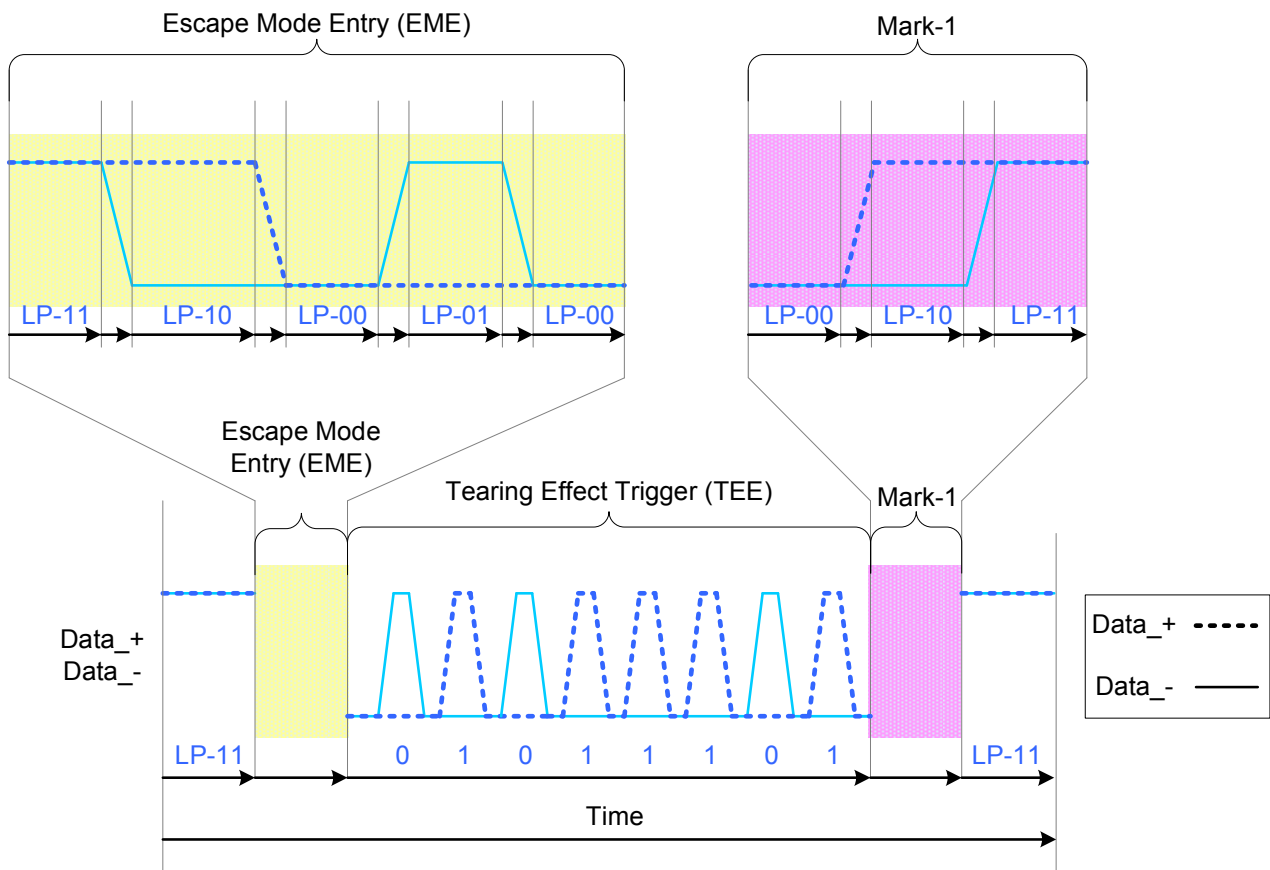 Escape Mode Entry (EME)
Mark-1
LP-11 LP-10 LP-00 LP-01 LP-00
LP-00 LP-10 LP-11
Escape Mode
Entry (EME)
Tearing Effect Trigger (TEE)
Mark-1
Data_+
Data_-
Data_+
Data_-
LP-11 0 1 0 1 1 1 0 1 LP-11
Time